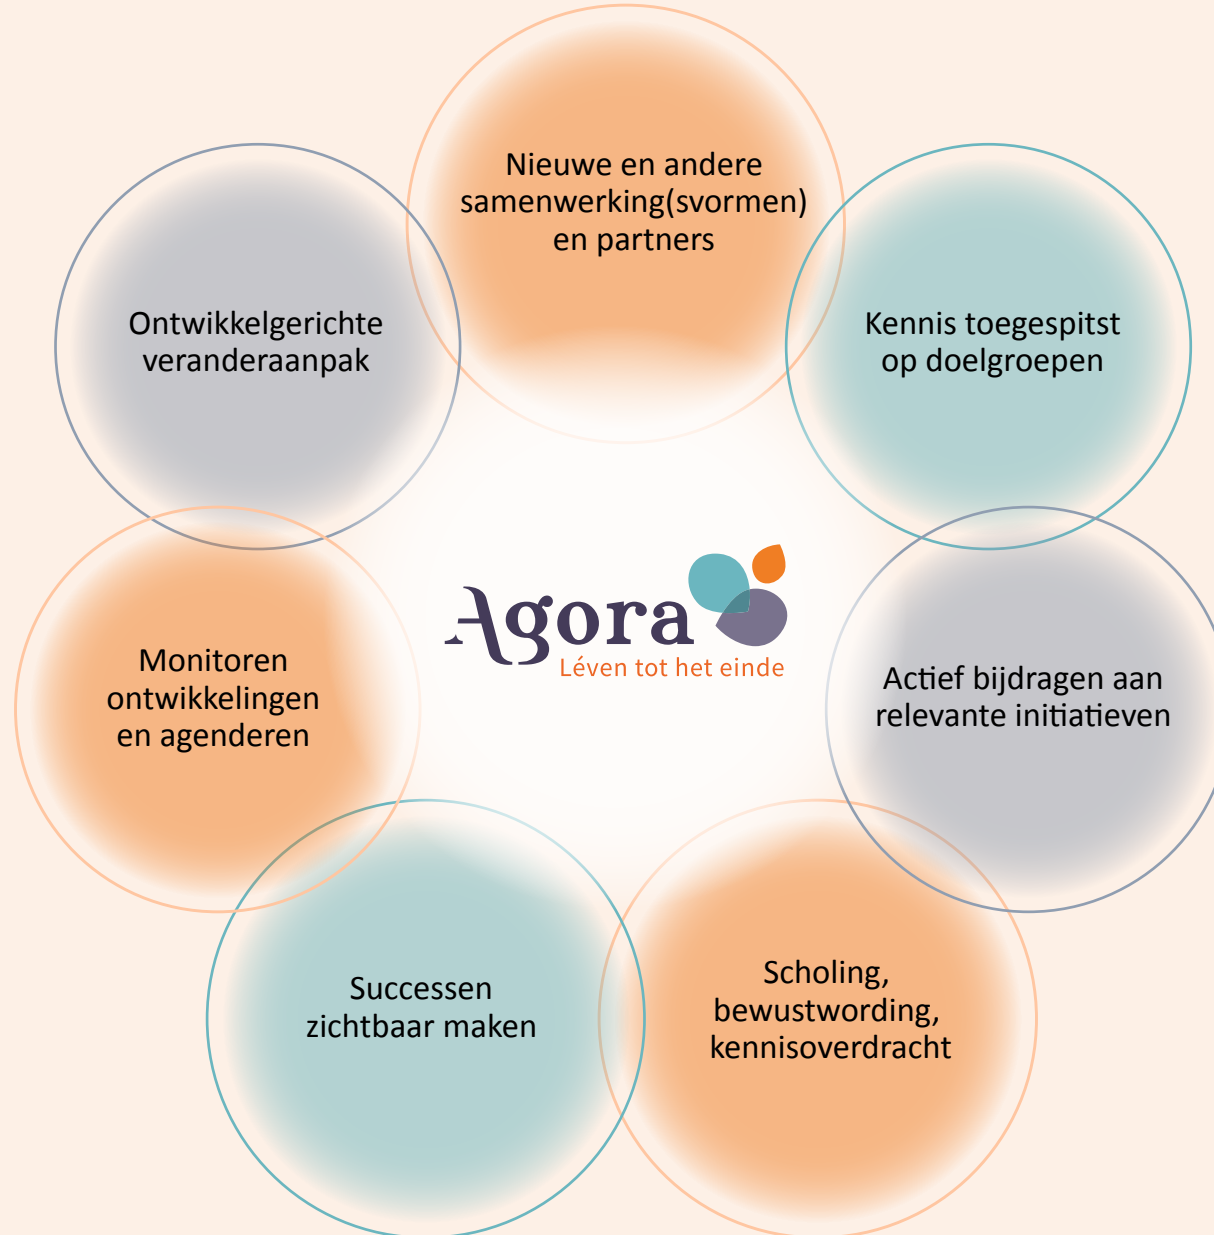 Nieuwe en andere
samenwerking(svormen)
en partners
Kennis toegespitst
op doelgroepen
Actief bijdragen aan
relevante initiatieven
Scholing,
bewustwording,
kennisoverdracht
Successen
zichtbaar maken
Monitoren
ontwikkelingen
en agenderen
Ontwikkelgerichte
veranderaanpak
Agora
Léven tot het einde